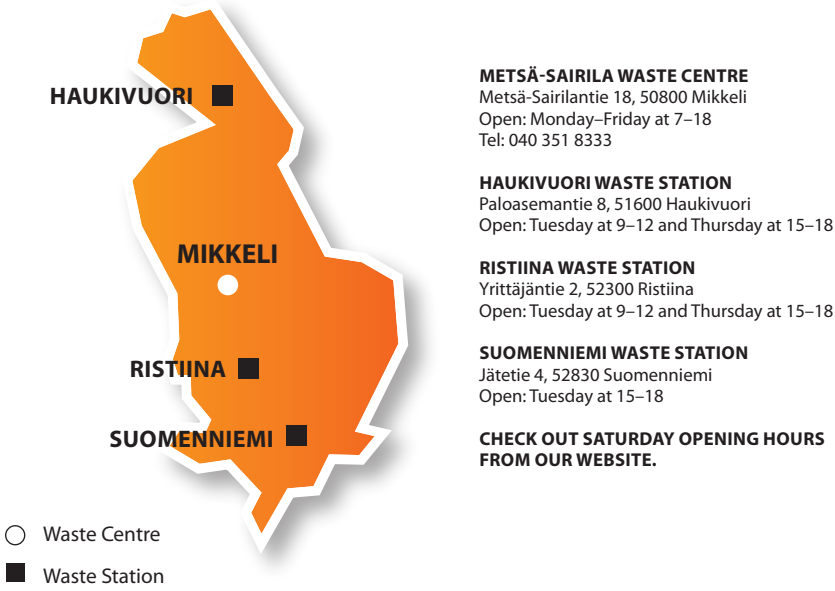 HAUKIVUORI
MIKKELI
RISTIINA
SUOMENNIEMI
Waste Centre
Waste Station
METSÄ-SAIRILA WASTE CENTRE
Metsä-Sairilantie 18, 50800 Mikkeli
Open: Monday–Friday at 7–18
Tel: 040 351 8333
HAUKIVUORI WASTE STATION
Paloasemantie 8, 51600 Haukivuori
Open: Tuesday at 9–12 and Thursday at 15–18
RISTIINA WASTE STATION
Yrittäjäntie 2, 52300 Ristiina
Open: Tuesday at 9–12 and Thursday at 15–18
SUOMENNIEMI WASTE STATION
Jätetie 4, 52830 Suomenniemi
Open: Tuesday at 15–18
CHECK OUT SATURDAY OPENING HOURS
FROM OUR WEBSITE.